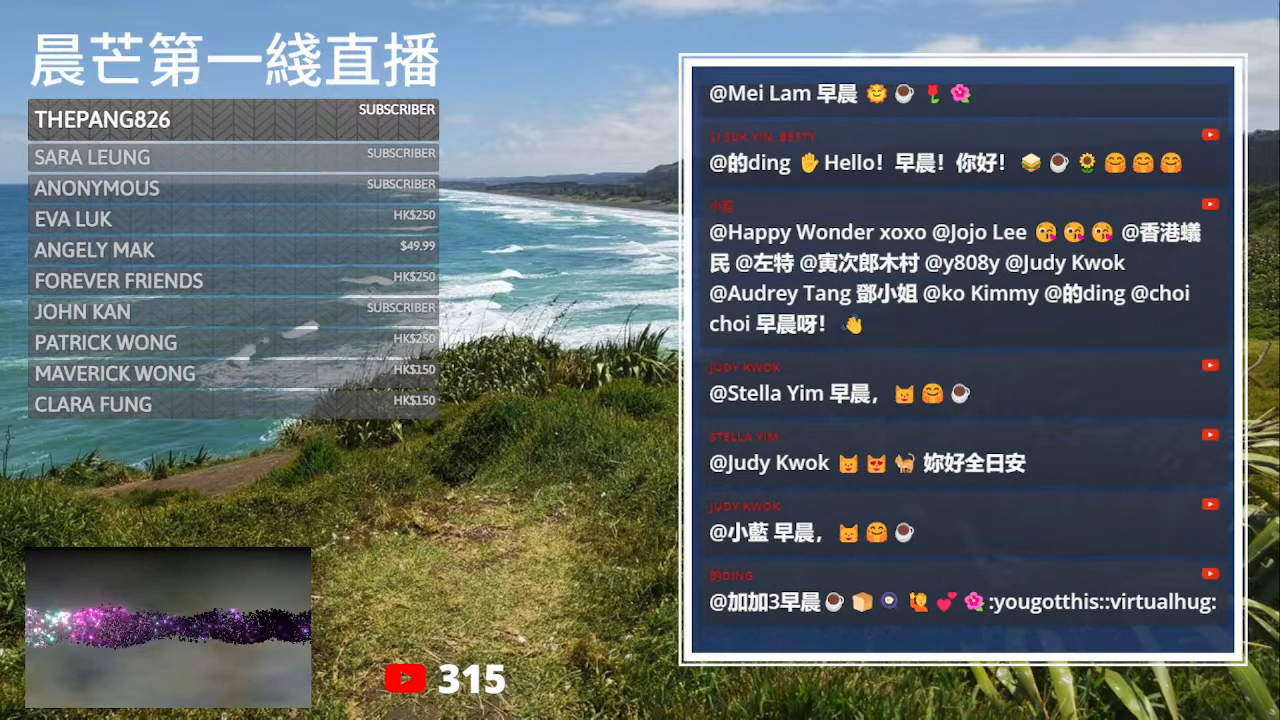 晨芒第一綫直播
THEPANG826 SUBSCRIBER
SARA LEUNG SUBSCRIBER
ANONYMOUS SUBSCRIBER
EVA LUK HK$250
ANGELY MAK $49.99
FOREVER FRIENDS HK$250
JOHN KAN SUBSCRIBER
PATRICK WONG HK$250
MAVERICK WONG HK$150
CLARA FUNG HK$150
@Mei Lam 早晨 🌞 ☕ 🌷 🌺
LI SUK YIN, BETTY
@的ding ✋ Hello！早晨！你好！ 🥪 ☕ 🌻 🤗 🤗 🤗
小藍
@Happy Wonder xoxo @Jojo Lee 😘 😘 😘 @香港蟻
民 @左特 @寅次郎木村 @y808y @Judy Kwok
@Audrey Tang 鄧小姐 @ko Kimmy @的ding @choi
choi 早晨呀！ 👋
JUDY KWOK
@Stella Yim 早晨， 😺 🤗 ☕
STELLA YIM
@Judy Kwok 😺 😻 🐈 妳好全日安
JUDY KWOK
@小藍 早晨， 😺 🤗 ☕
的DING
@加加3早晨 ☕ 🍞 🍳 🙋 💕 🌺 :yougotthis::virtualhug:
315